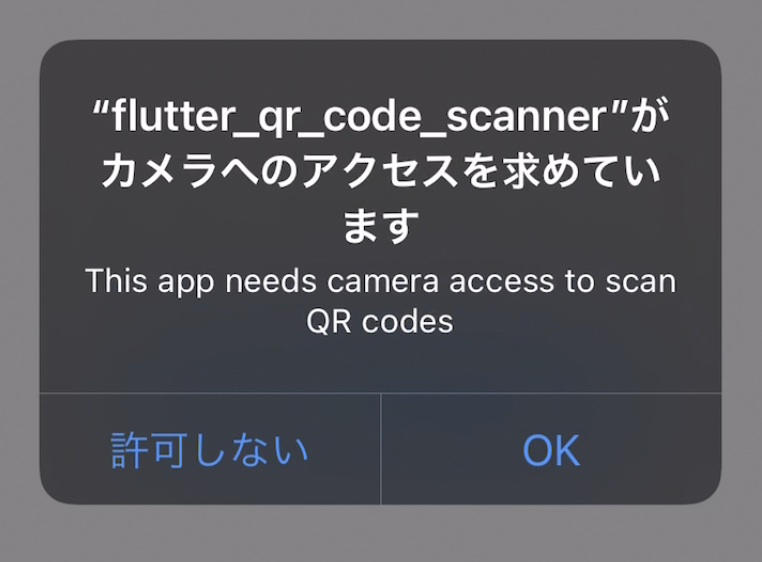 “flutter_qr_code_scanner”が
カメラへのアクセスを求めてい
ます
This app needs camera access to scan
QR codes
許可しない
OK